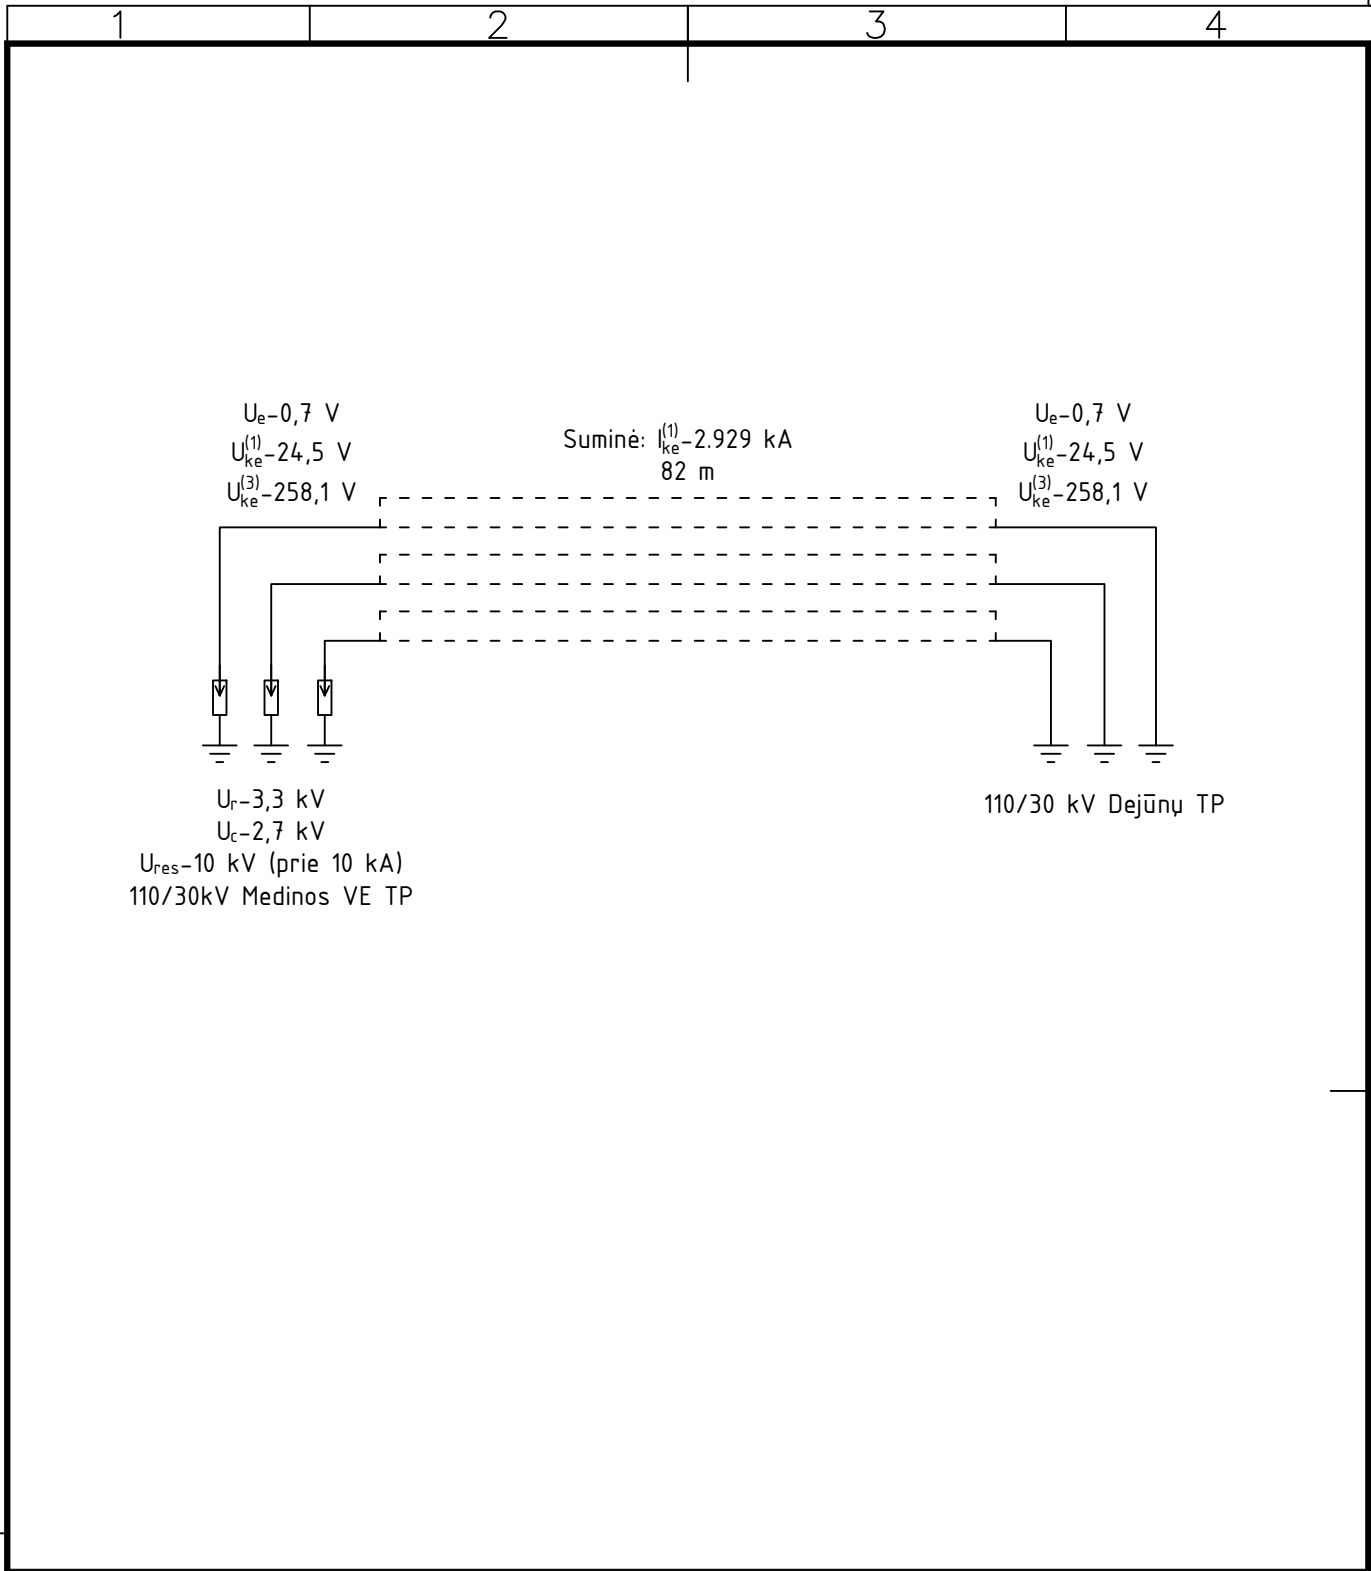 1 2 3 4
Uₑ-0,7 V
U⁽¹⁾ₖₑ-24,5 V
U⁽³⁾ₖₑ-258,1 V
Suminė: I⁽¹⁾ₖₑ-2.929 kA
82 m
Uₑ-0,7 V
U⁽¹⁾ₖₑ-24,5 V
U⁽³⁾ₖₑ-258,1 V
Uᵣ-3,3 kV
U꜀-2,7 kV
Uᵣₑₛ-10 kV (prie 10 kA)
110/30kV Medinos VE TP
110/30 kV Dejūnų TP